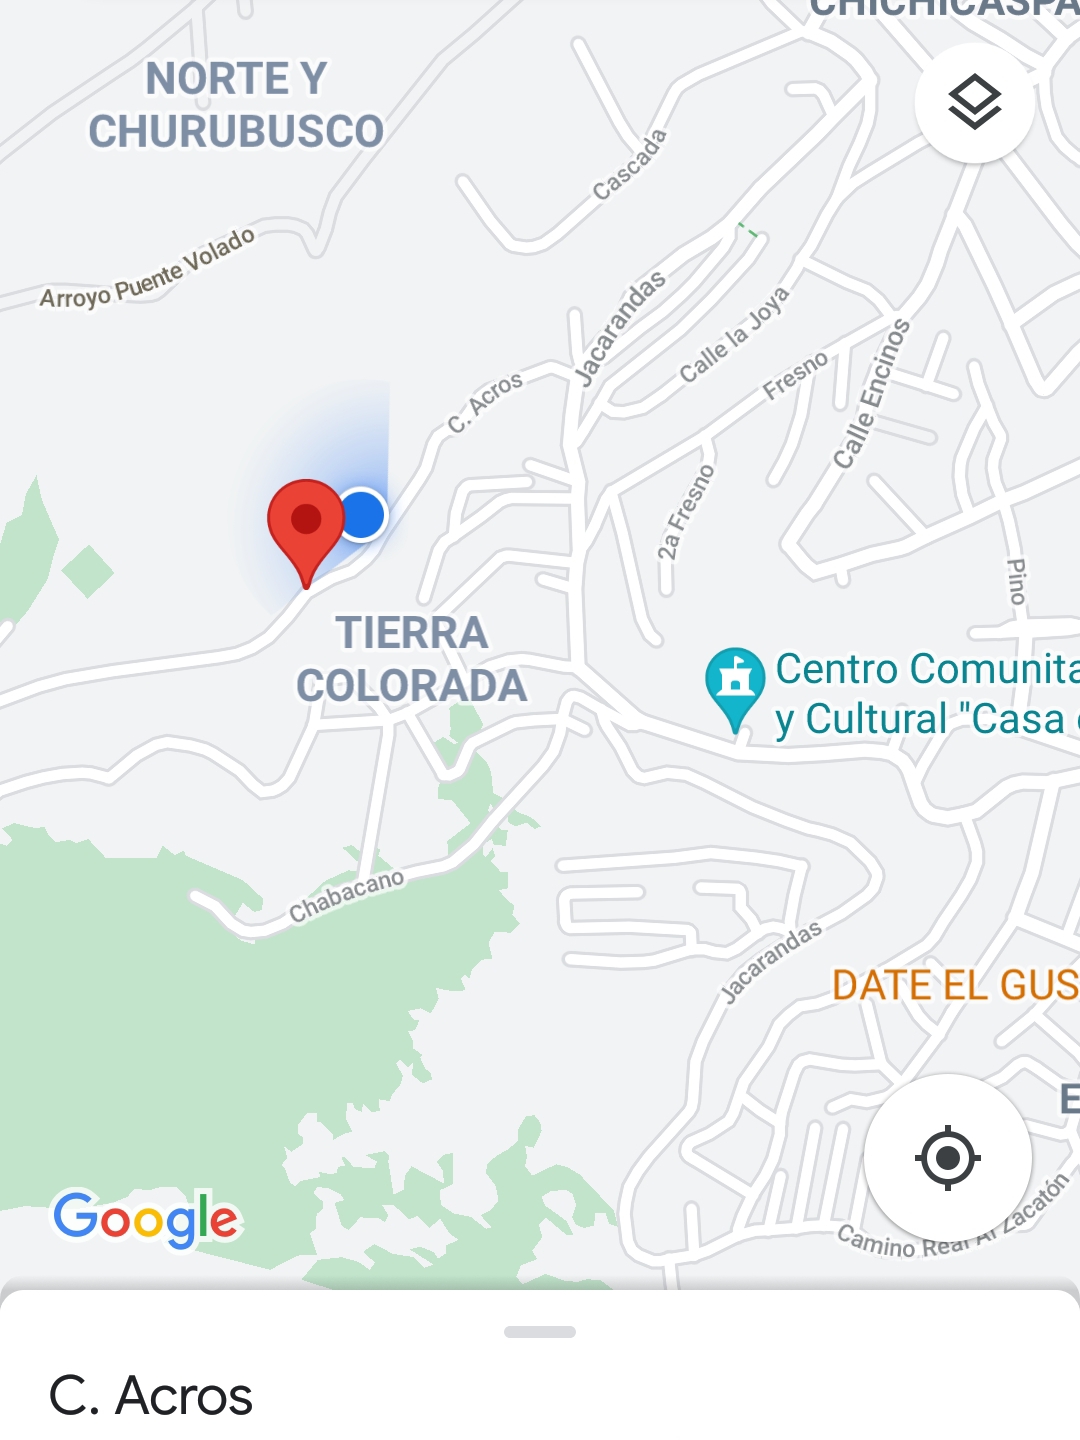 NORTE Y
CHURUBUSCO
Cascada
Arroyo Puente Volado
Jacarandas
Calle la Joya
C. Acros
Fresno
Calle Encinos
2a Fresno
Pino
TIERRA
COLORADA
Centro Comunita
y Cultural "Casa
Chabacano
Jacarandas
DATE EL GUS
E
Camino Real Al Zacatón
Google
C. Acros